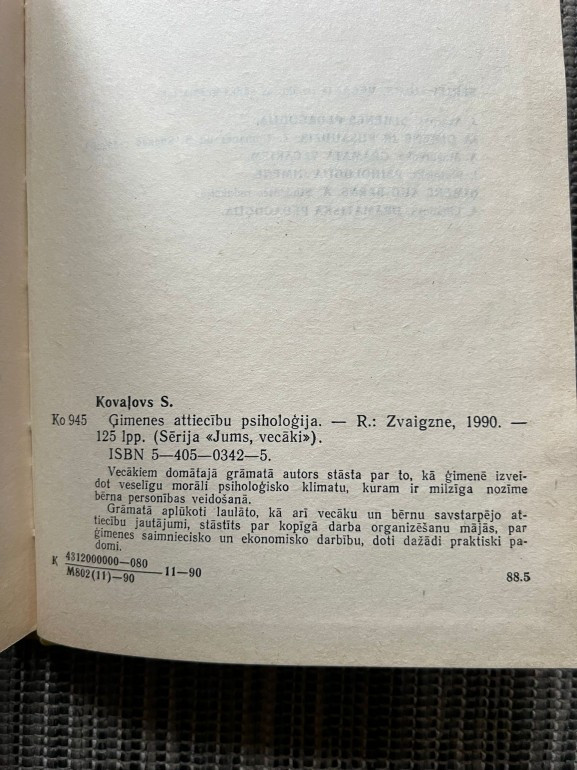 Kovaļovs S.
Ko 945 Ģimenes attiecību psiholoģija. — R.: Zvaigzne, 1990. —
125 lpp. (Sērija «Jums, vecāki»).
ISBN 5—405—0342—5.
Vecākiem domātajā grāmatā autors stāsta par to, kā ģimenē izvei-
dot veselīgu morāli psiholoģisko klimatu, kuram ir milzīga nozīme
bērna personības veidošanā.
Grāmatā aplūkoti laulāto, kā arī vecāku un bērnu savstarpējo at-
tiecību jautājumi, stāstīts par kopīgā darba organizēšanu mājās, par
ģimenes saimniecisko un ekonomisko darbību, doti dažādi praktiski pa-
domi.
K 4312000000—080
M802(11)—90 —11—90
88.5